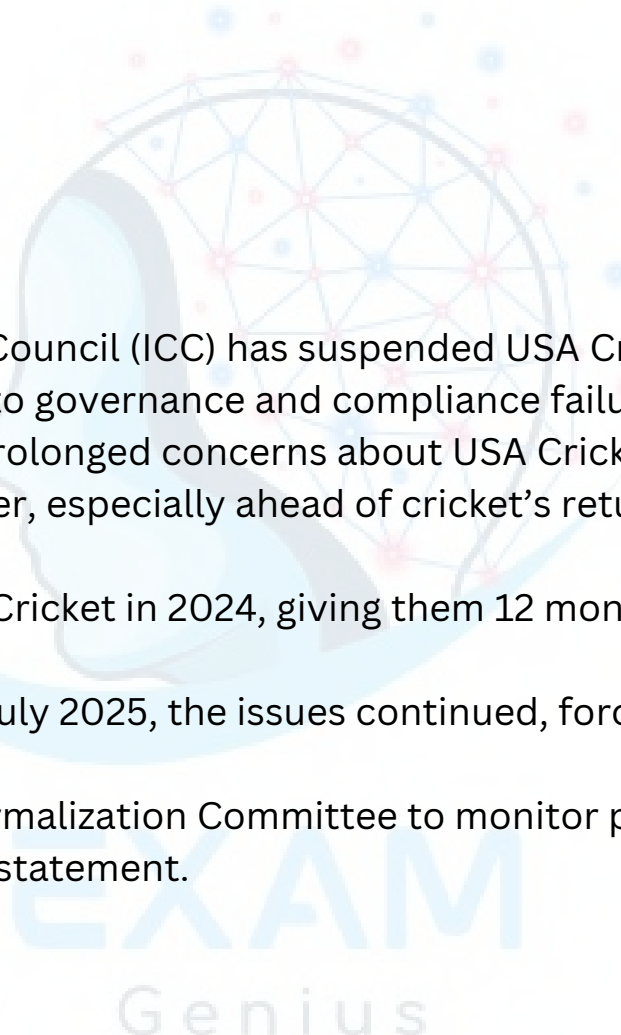 Council (ICC) has suspended USA Cr
to governance and compliance failu
rolonged concerns about USA Crick
er, especially ahead of cricket’s retu
Cricket in 2024, giving them 12 mon
uly 2025, the issues continued, forc
rmalization Committee to monitor p
statement.
EXAM
Genius